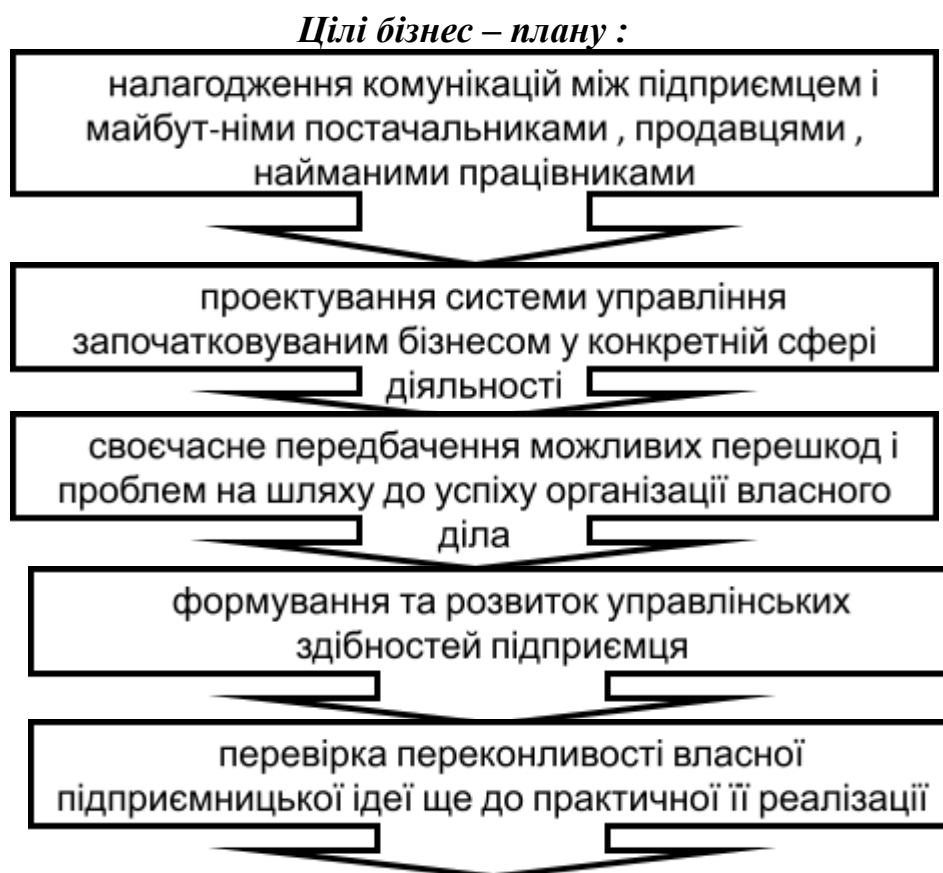 Цілі бізнес – плану :
налагодження комунікацій між підприємцем і
майбут-німи постачальниками , продавцями ,
найманими працівниками
проектування системи управління
започатковуваним бізнесом у конкретній сфері
діяльності
своєчасне передбачення можливих перешкод і
проблем на шляху до успіху організації власного
діла
формування та розвиток управлінських
здібностей підприємця
перевірка переконливості власної
підприємницької ідеї ще до практичної її реалізації